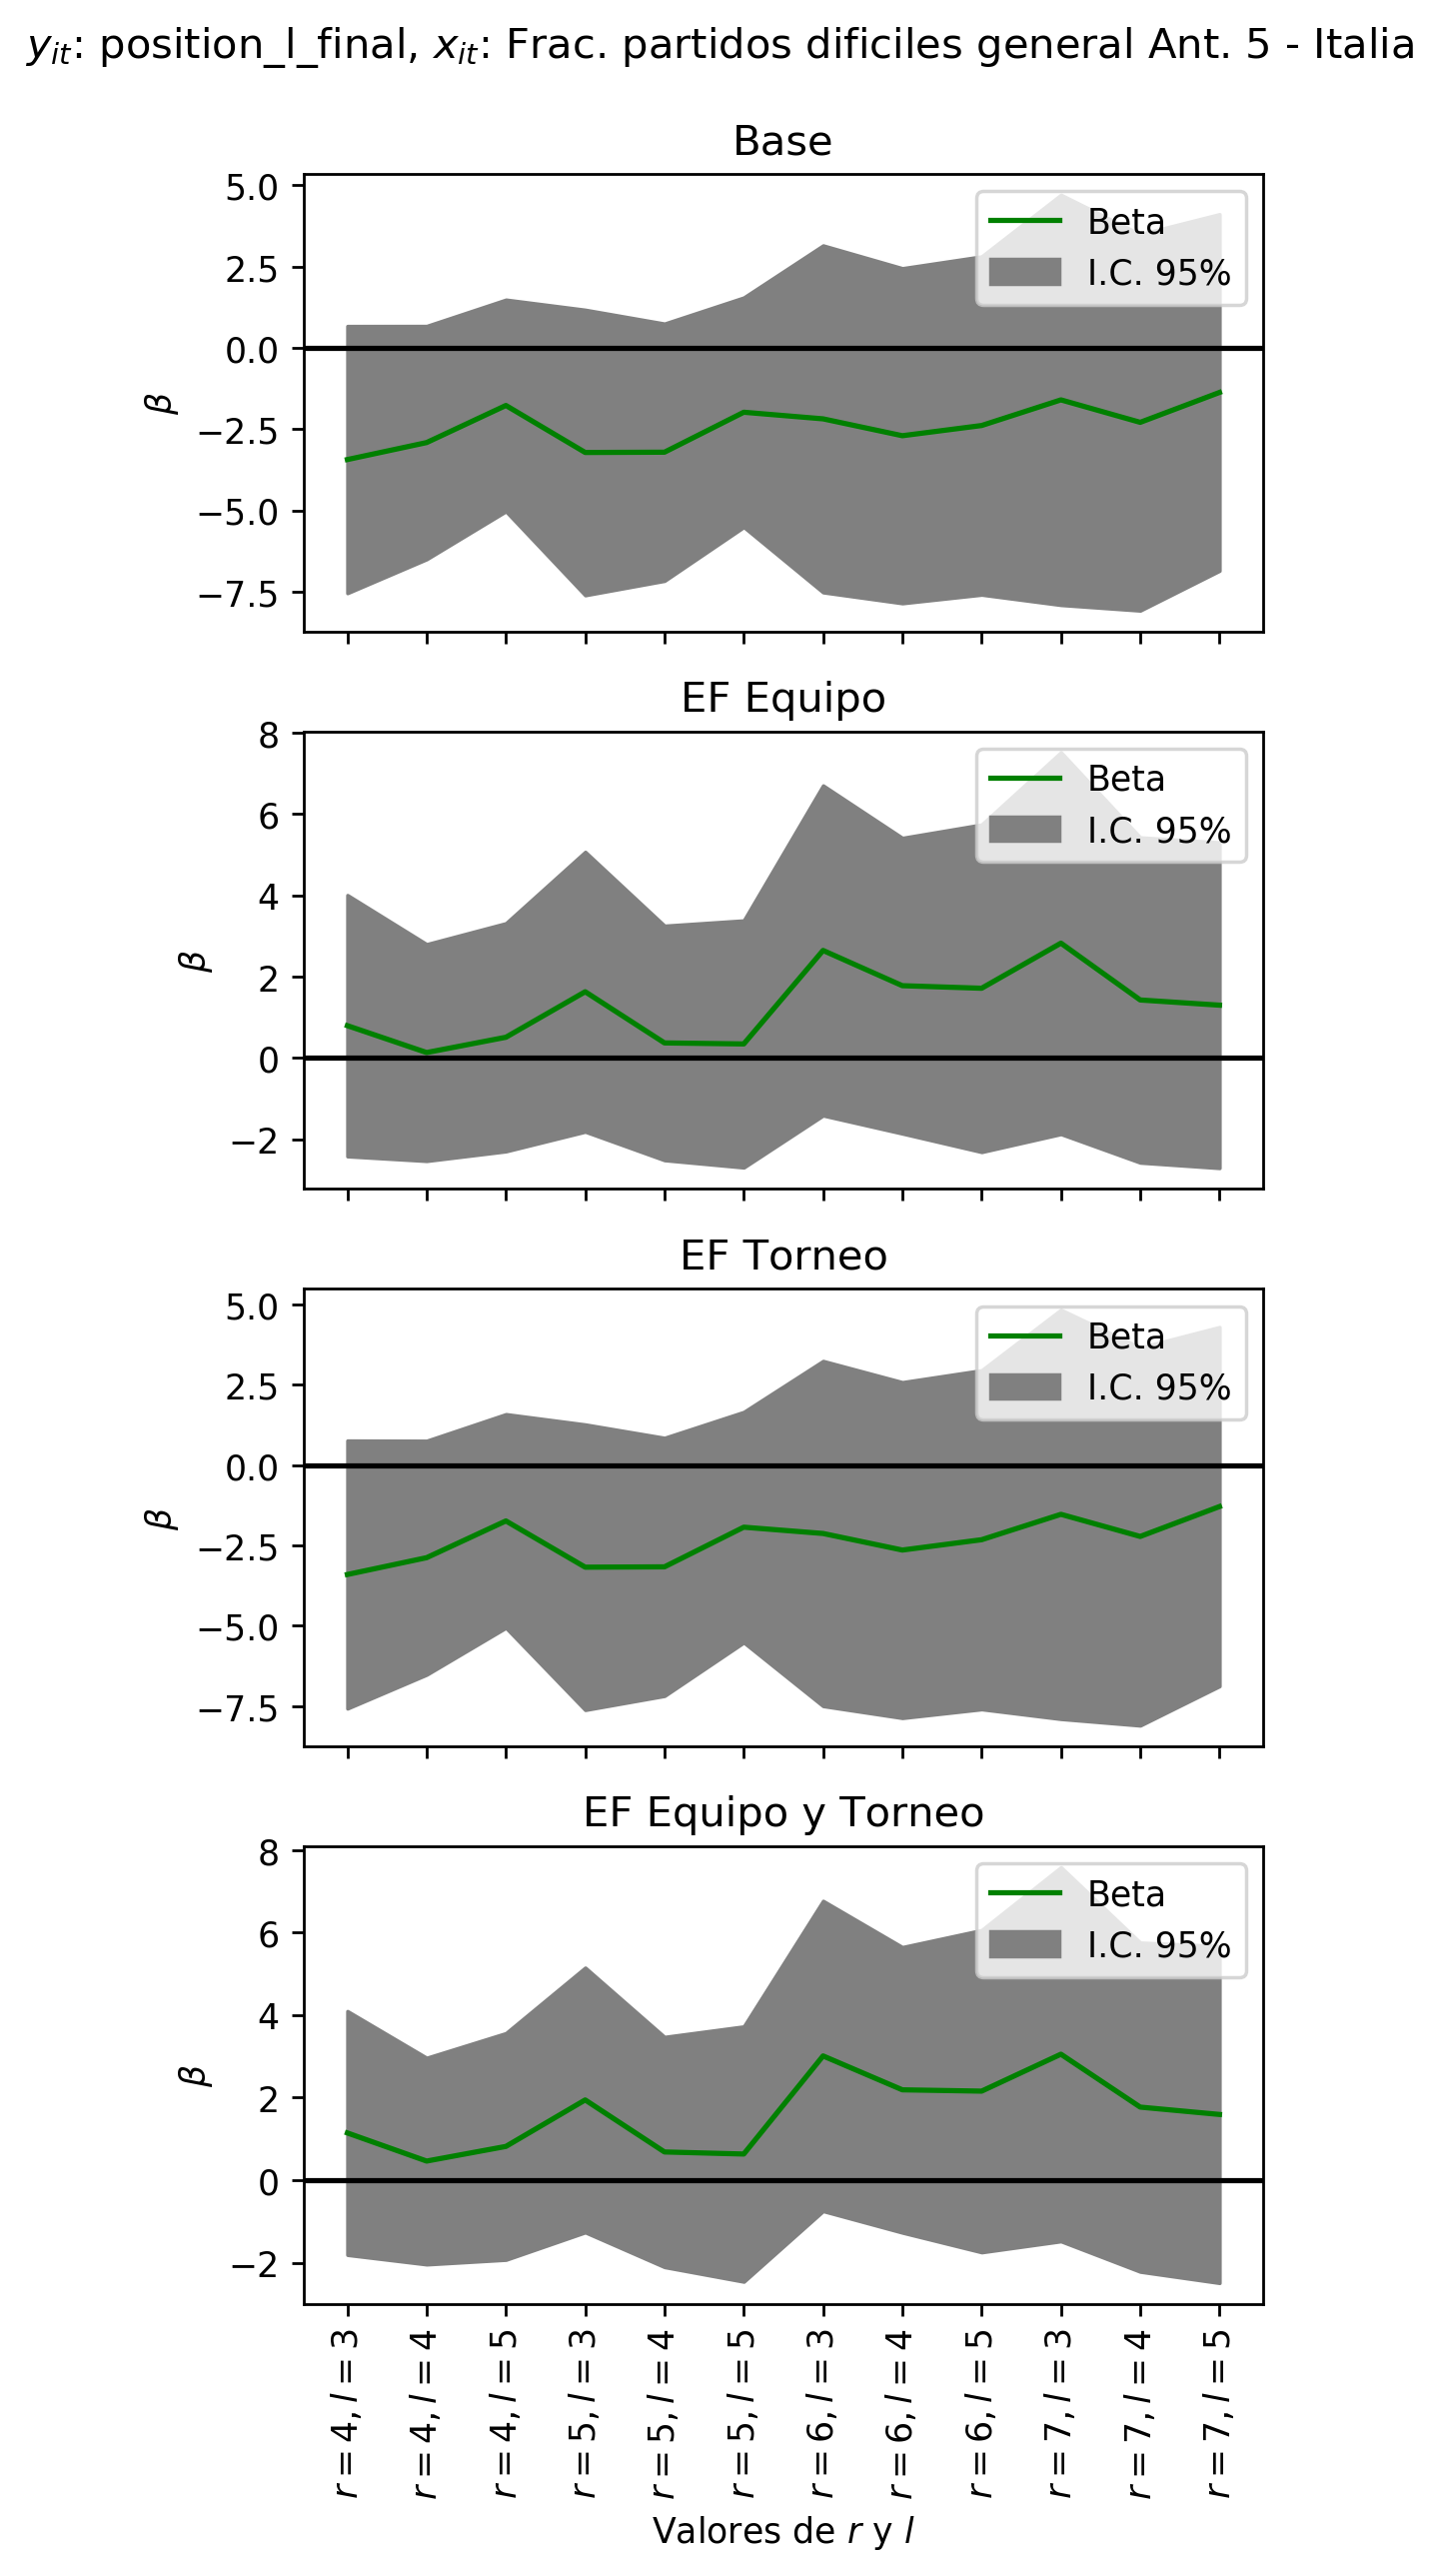 y_it: position_l_final, x_it: Frac. partidos dificiles general Ant. 5 - Italia
Base
5.0
2.5
0.0
−2.5
−5.0
−7.5
β
Beta
I.C. 95%
EF Equipo
8
6
4
2
0
−2
β
Beta
I.C. 95%
EF Torneo
5.0
2.5
0.0
−2.5
−5.0
−7.5
β
Beta
I.C. 95%
EF Equipo y Torneo
8
6
4
2
0
−2
β
Beta
I.C. 95%
r = 4, l = 3
r = 4, l = 4
r = 4, l = 5
r = 5, l = 3
r = 5, l = 4
r = 5, l = 5
r = 6, l = 3
r = 6, l = 4
r = 6, l = 5
r = 7, l = 3
r = 7, l = 4
r = 7, l = 5
Valores de r y l